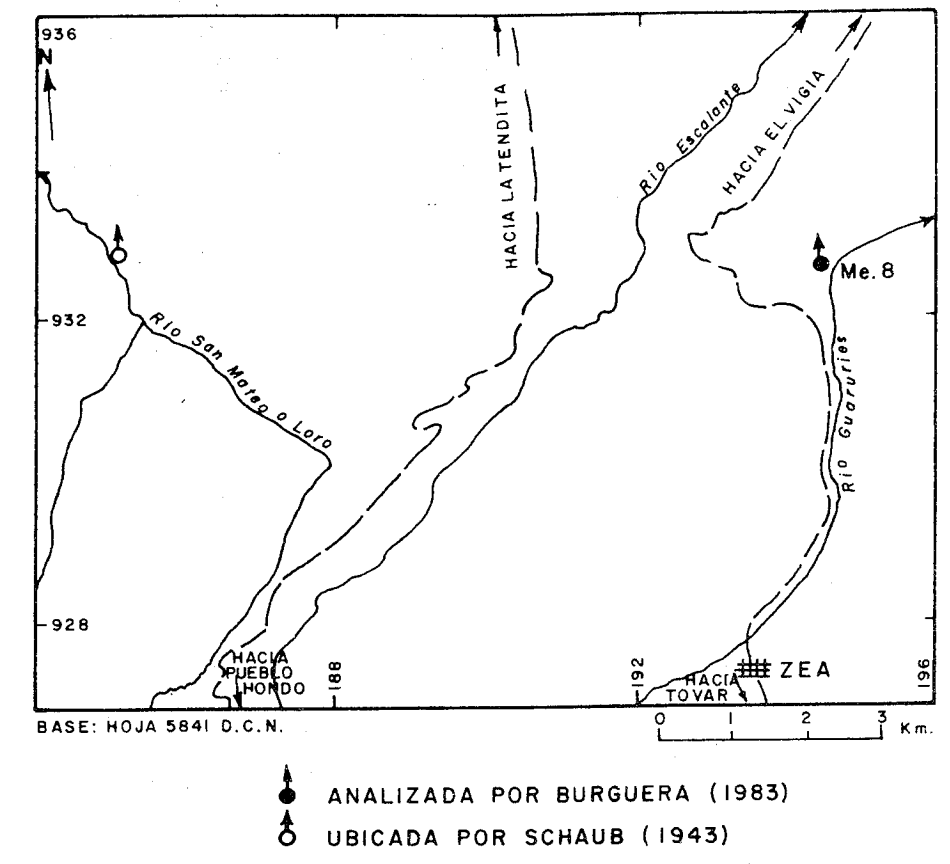 936
N
HACIA LA TENDITA
Rio Escalante
HACIA EL VIGIA
Me. 8
932
Rio San Mateo o Loro
Rio Guaruries
928
HACIA
PUEBLO
HONDO
188
192
HACIA
TOVAR
ZEA
196
BASE: HOJA 5841 D.C.N.
0 1 2 3 Km.
ANALIZADA POR BURGUERA (1983)
UBICADA POR SCHAUB (1943)